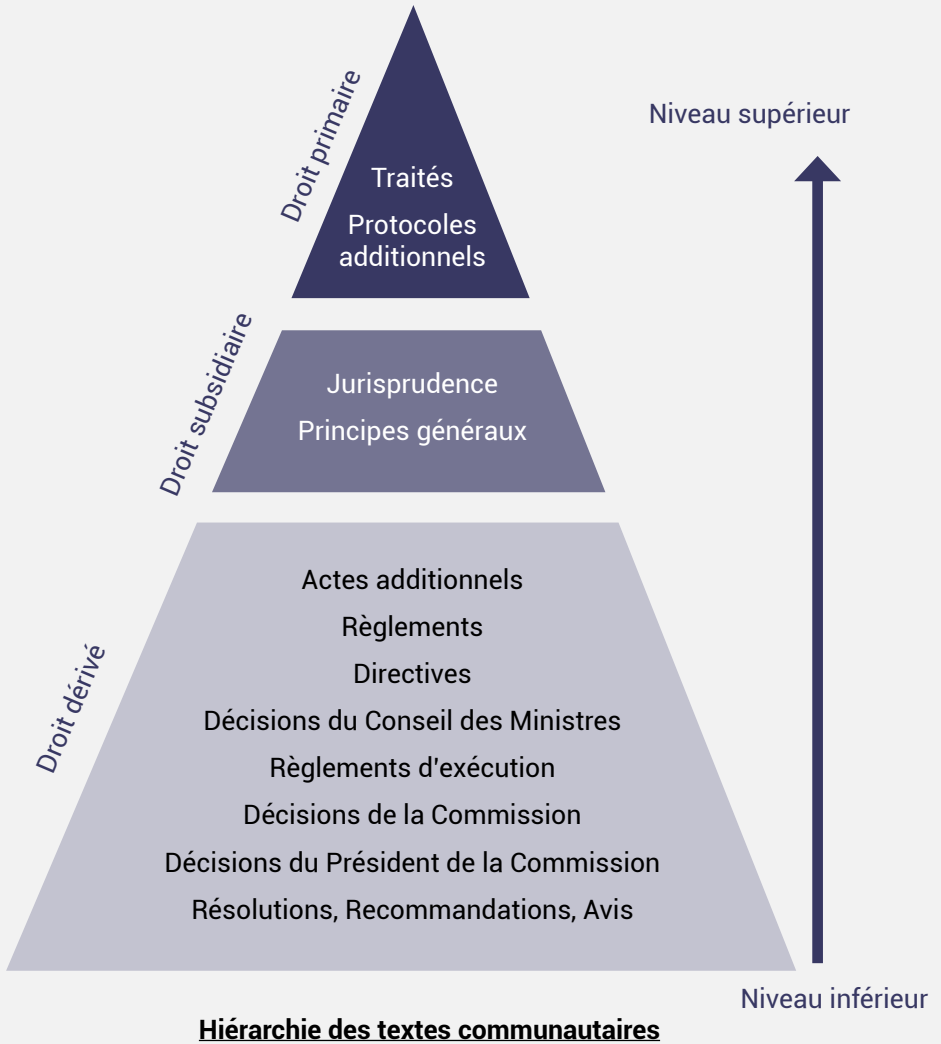 Droit primaire
Niveau supérieur
Traités
Protocoles
additionnels
Droit subsidiaire
Jurisprudence
Principes généraux
Droit dérivé
Actes additionnels
Règlements
Directives
Décisions du Conseil des Ministres
Règlements d'exécution
Décisions de la Commission
Décisions du Président de la Commission
Résolutions, Recommandations, Avis
Niveau inférieur
Hiérarchie des textes communautaires